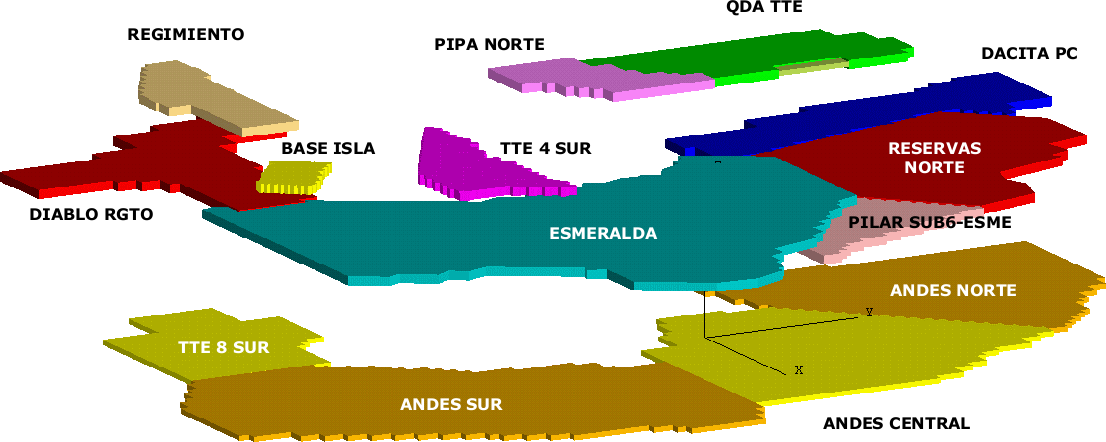 QDA TTE
REGIMIENTO
PIPA NORTE
DACITA PC
BASE ISLA
TTE 4 SUR
RESERVAS
NORTE
DIABLO RGTO
PILAR SUB6-ESME
ESMERALDA
ANDES NORTE
Y
TTE 8 SUR
X
ANDES SUR
ANDES CENTRAL